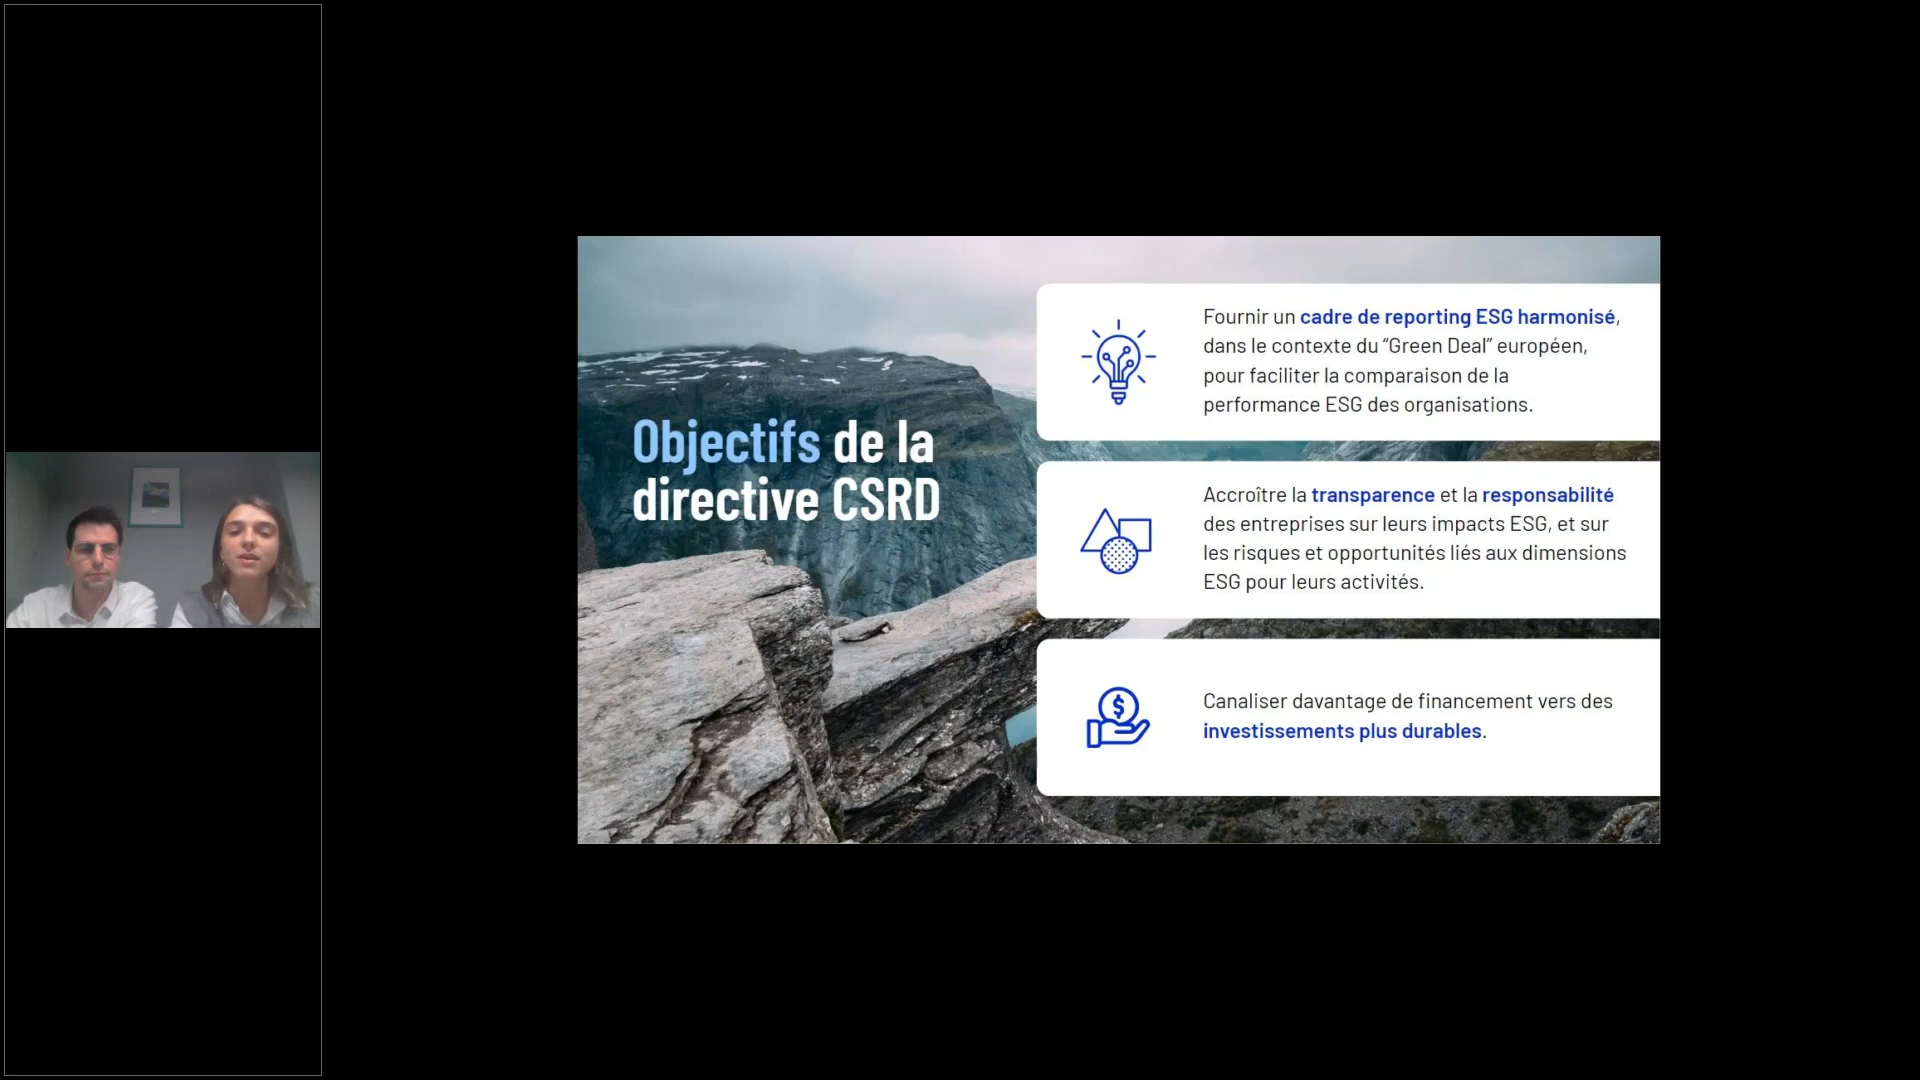 Objectifs de la
directive CSRD
Fournir un cadre de reporting ESG harmonisé,
dans le contexte du “Green Deal” européen,
pour faciliter la comparaison de la
performance ESG des organisations.
Accroître la transparence et la responsabilité
des entreprises sur leurs impacts ESG, et sur
les risques et opportunités liés aux dimensions
ESG pour leurs activités.
$
Canaliser davantage de financement vers des
investissements plus durables.